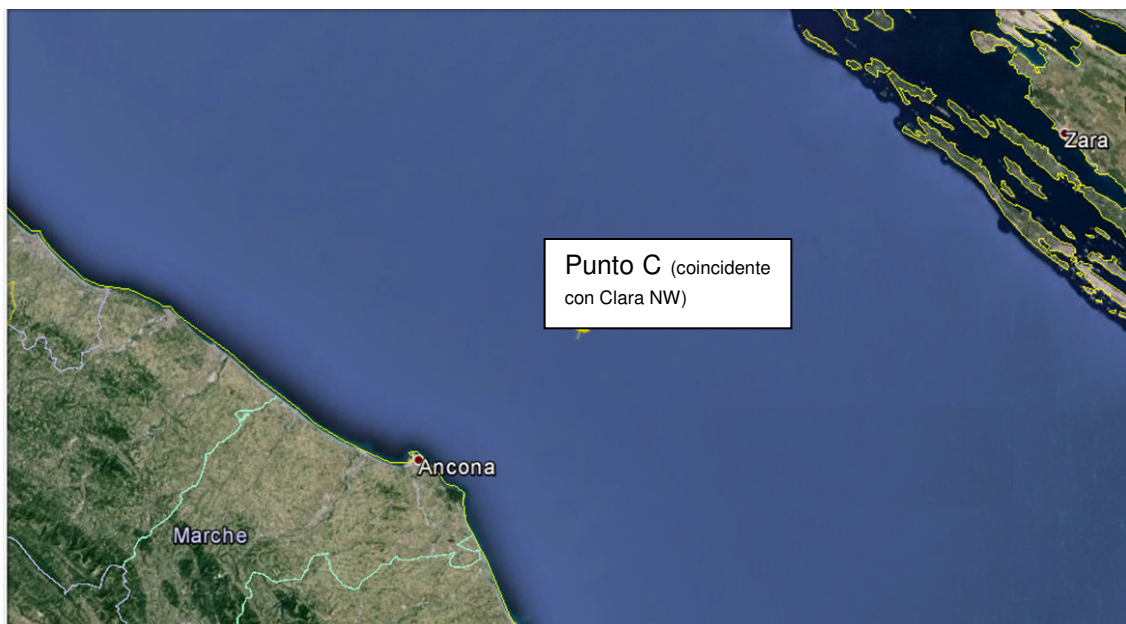 Zara
Punto C (coincidente
con Clara NW)
Ancona
Marche